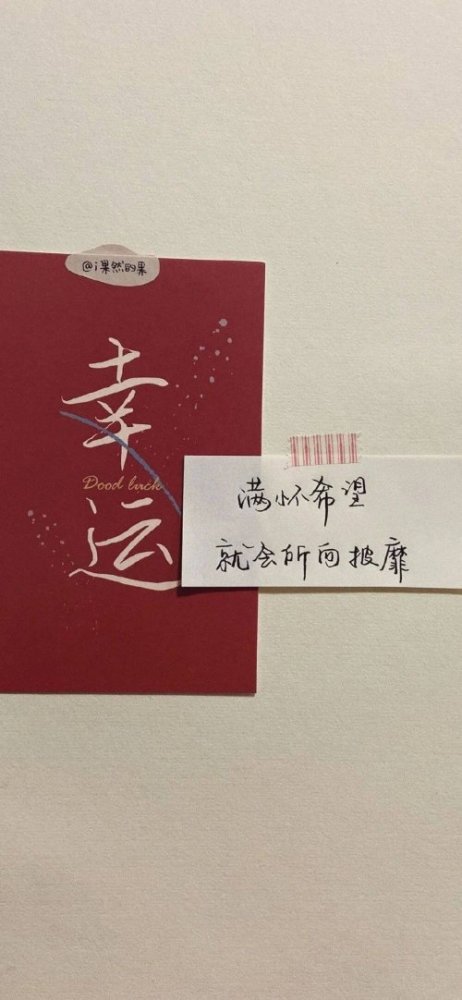 @i果然的果
幸运
Dood luck
满怀希望
就会所向披靡